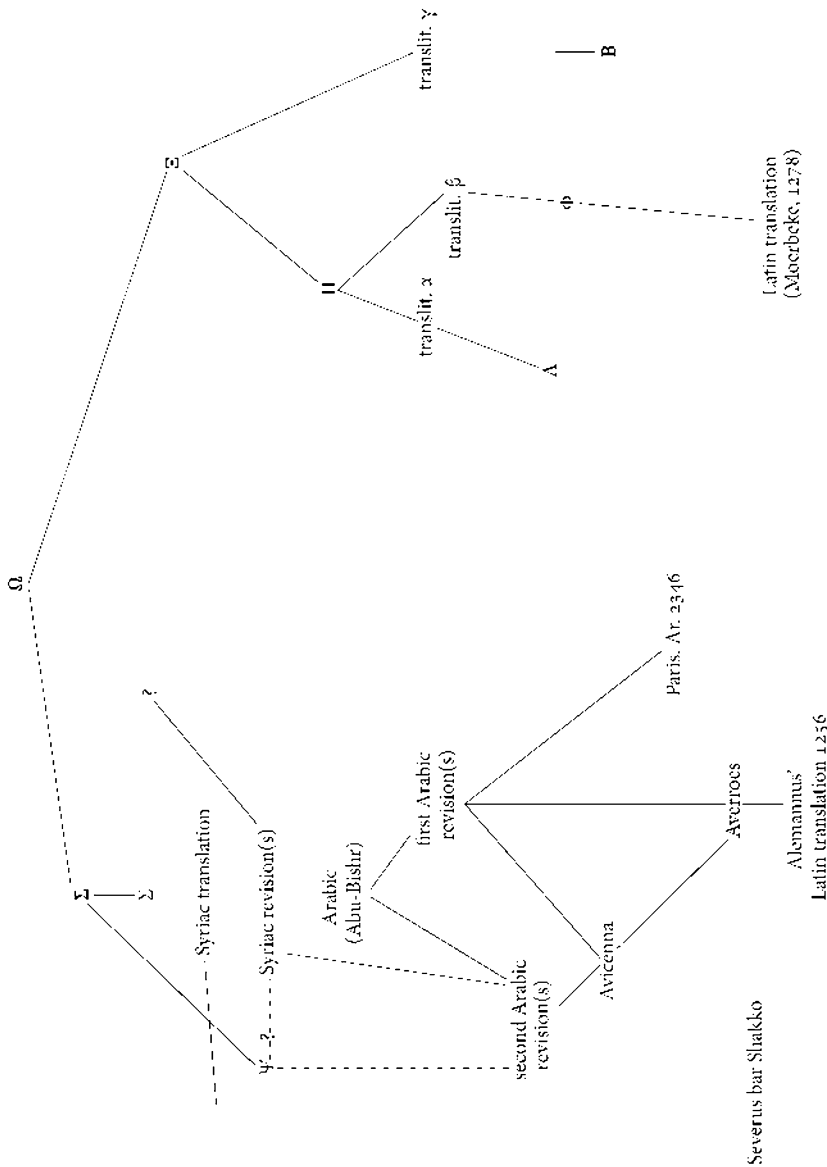 Ω
Ξ
Σ
Σ
?
Syriac translation
Π
Ψ
?
Syriac revision(s)
Arabic
(Abu-Bishr)
translit. α
translit. β
translit. γ
first Arabic
revision(s)
second Arabic
revision(s)
Λ
Φ
B
Avicenna
Paris. Ar. 2346
Averroes
Severus bar Shakko
Alemannus'
Latin translation 1256
Latin translation
(Moerbeke, 1278)